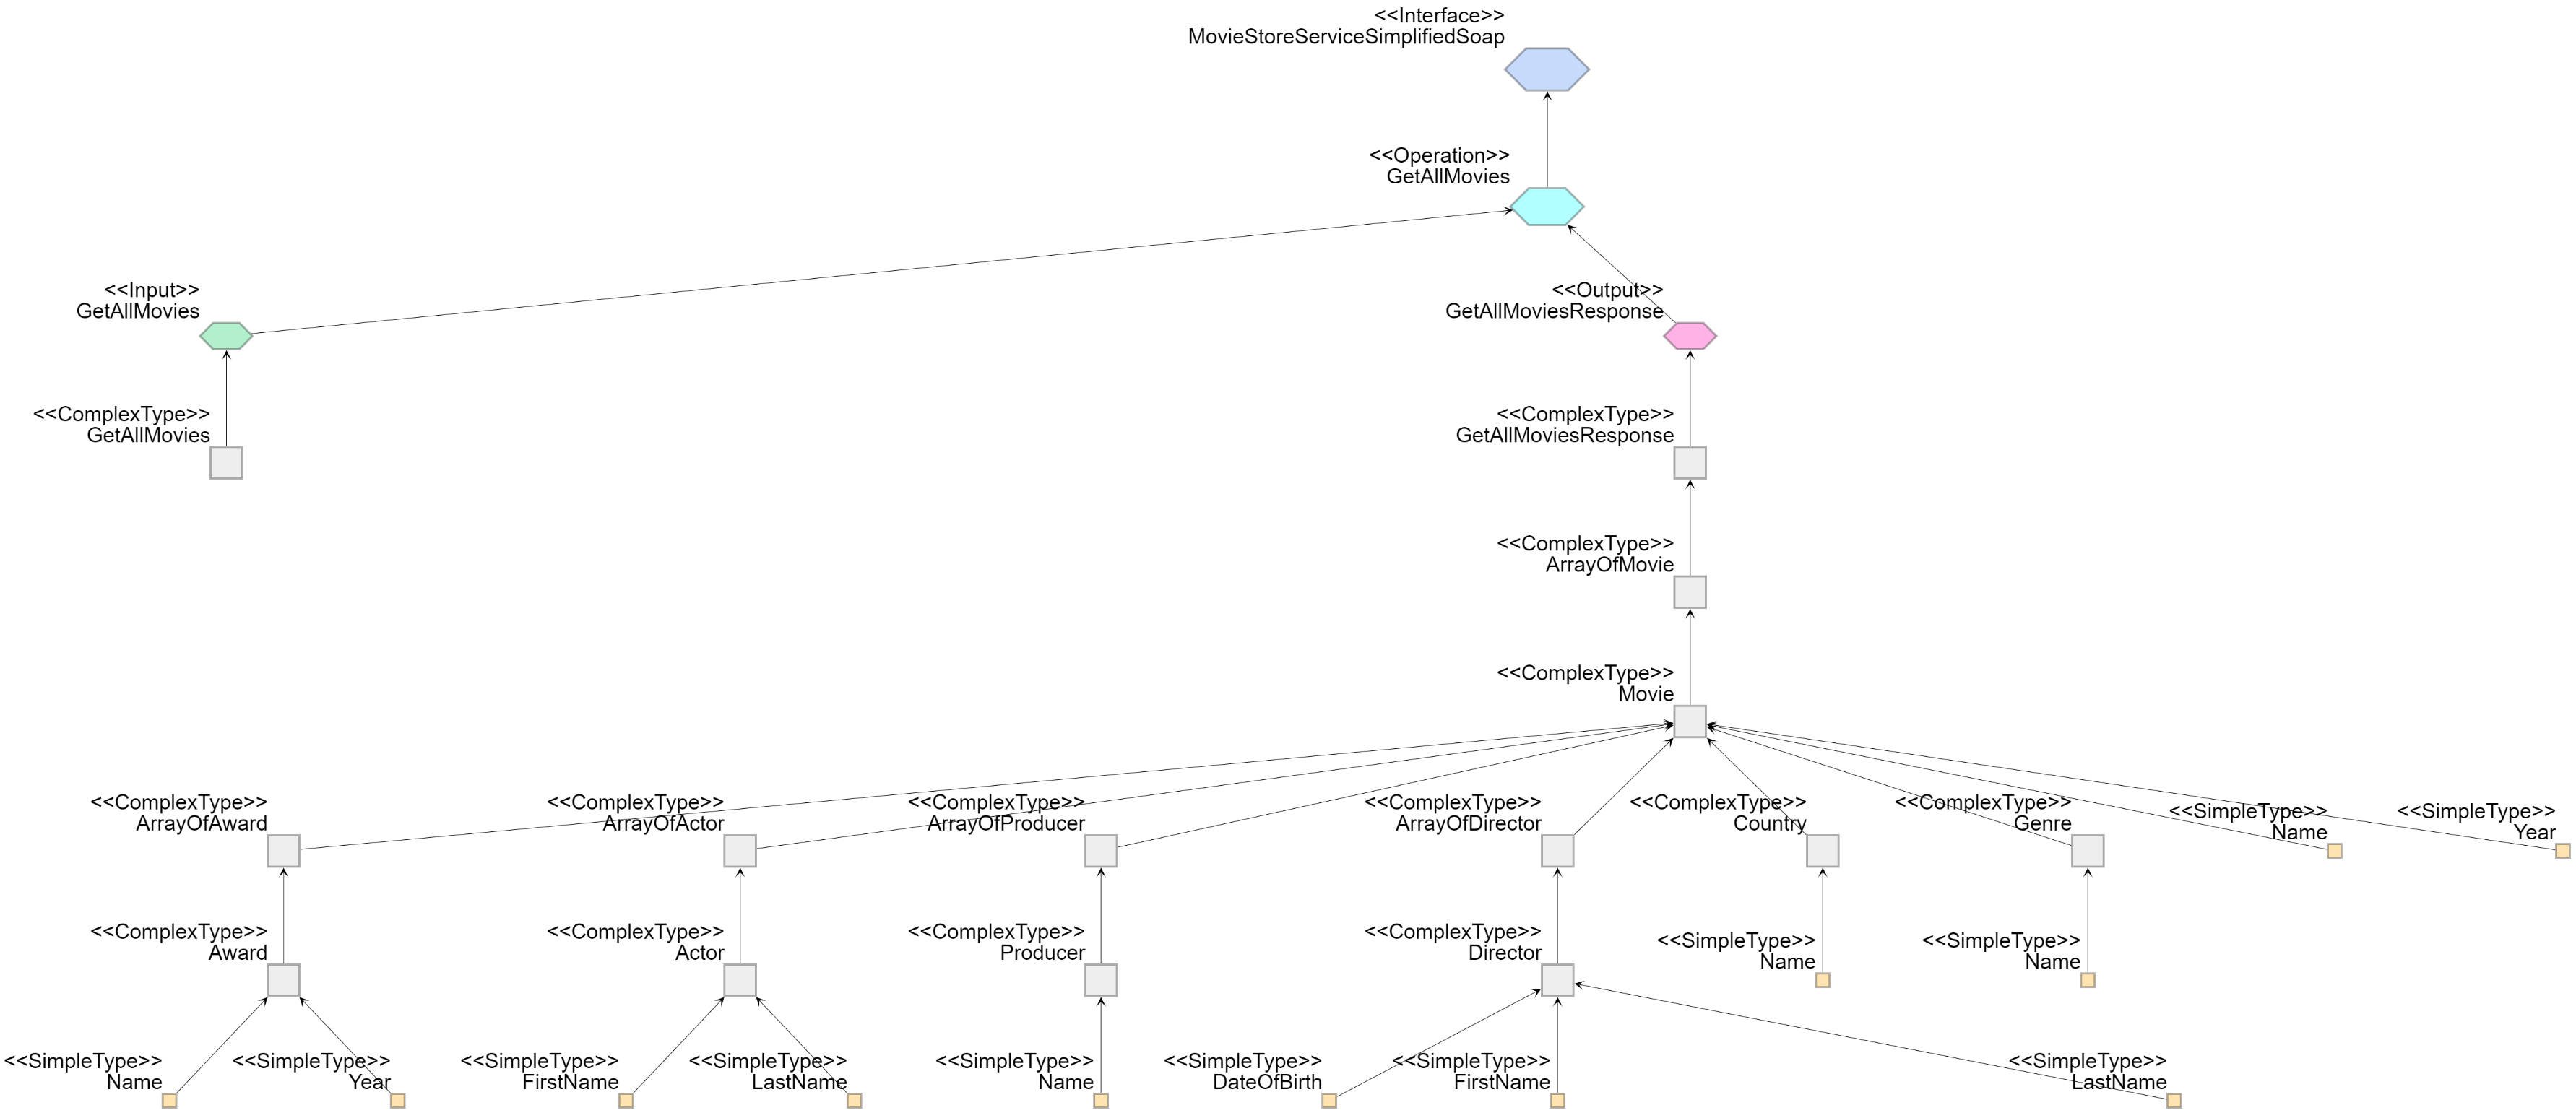 <<Interface>>
MovieStoreServiceSimplifiedSoap
<<Operation>>
GetAllMovies
<<Input>>
GetAllMovies
<<Output>>
GetAllMoviesResponse
<<ComplexType>>
GetAllMovies
<<ComplexType>>
GetAllMoviesResponse
<<ComplexType>>
ArrayOfMovie
<<ComplexType>>
Movie
<<ComplexType>>
ArrayOfAward
<<ComplexType>>
ArrayOfActor
<<ComplexType>>
ArrayOfProducer
<<ComplexType>>
ArrayOfDirector
<<ComplexType>>
Country
<<ComplexType>>
Genre
<<SimpleType>>
Name
<<SimpleType>>
Year
<<ComplexType>>
Award
<<ComplexType>>
Actor
<<ComplexType>>
Producer
<<ComplexType>>
Director
<<SimpleType>>
Name
<<SimpleType>>
Name
<<SimpleType>>
Name
<<SimpleType>>
Year
<<SimpleType>>
FirstName
<<SimpleType>>
LastName
<<SimpleType>>
Name
<<SimpleType>>
DateOfBirth
<<SimpleType>>
FirstName
<<SimpleType>>
LastName